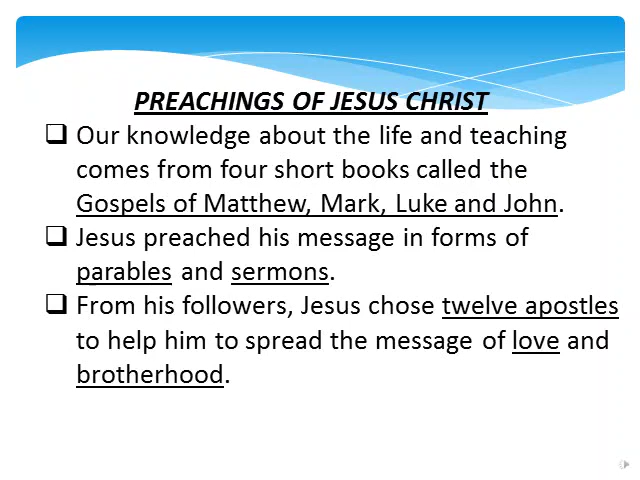 PREACHINGS OF JESUS CHRIST
❑ Our knowledge about the life and teaching
comes from four short books called the
Gospels of Matthew, Mark, Luke and John.
❑ Jesus preached his message in forms of
parables and sermons.
❑ From his followers, Jesus chose twelve apostles
to help him to spread the message of love and
brotherhood.